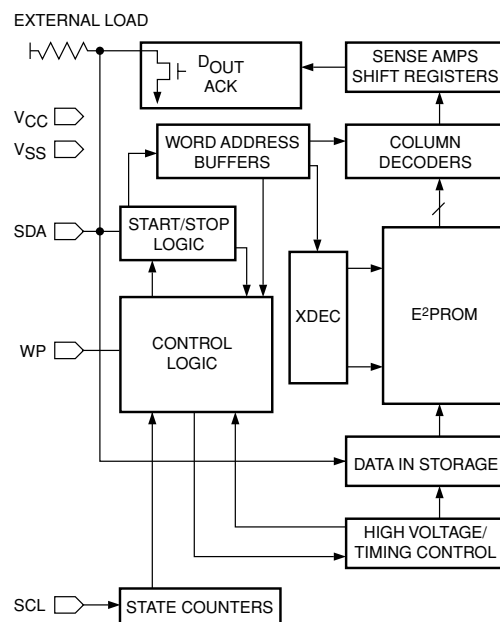 EXTERNAL LOAD
DOUT
ACK
SENSE AMPS
SHIFT REGISTERS
VCC
WORD ADDRESS
BUFFERS
COLUMN
DECODERS
VSS
SDA
START/STOP
LOGIC
XDEC
E²PROM
WP
CONTROL
LOGIC
DATA IN STORAGE
HIGH VOLTAGE/
TIMING CONTROL
SCL
STATE COUNTERS